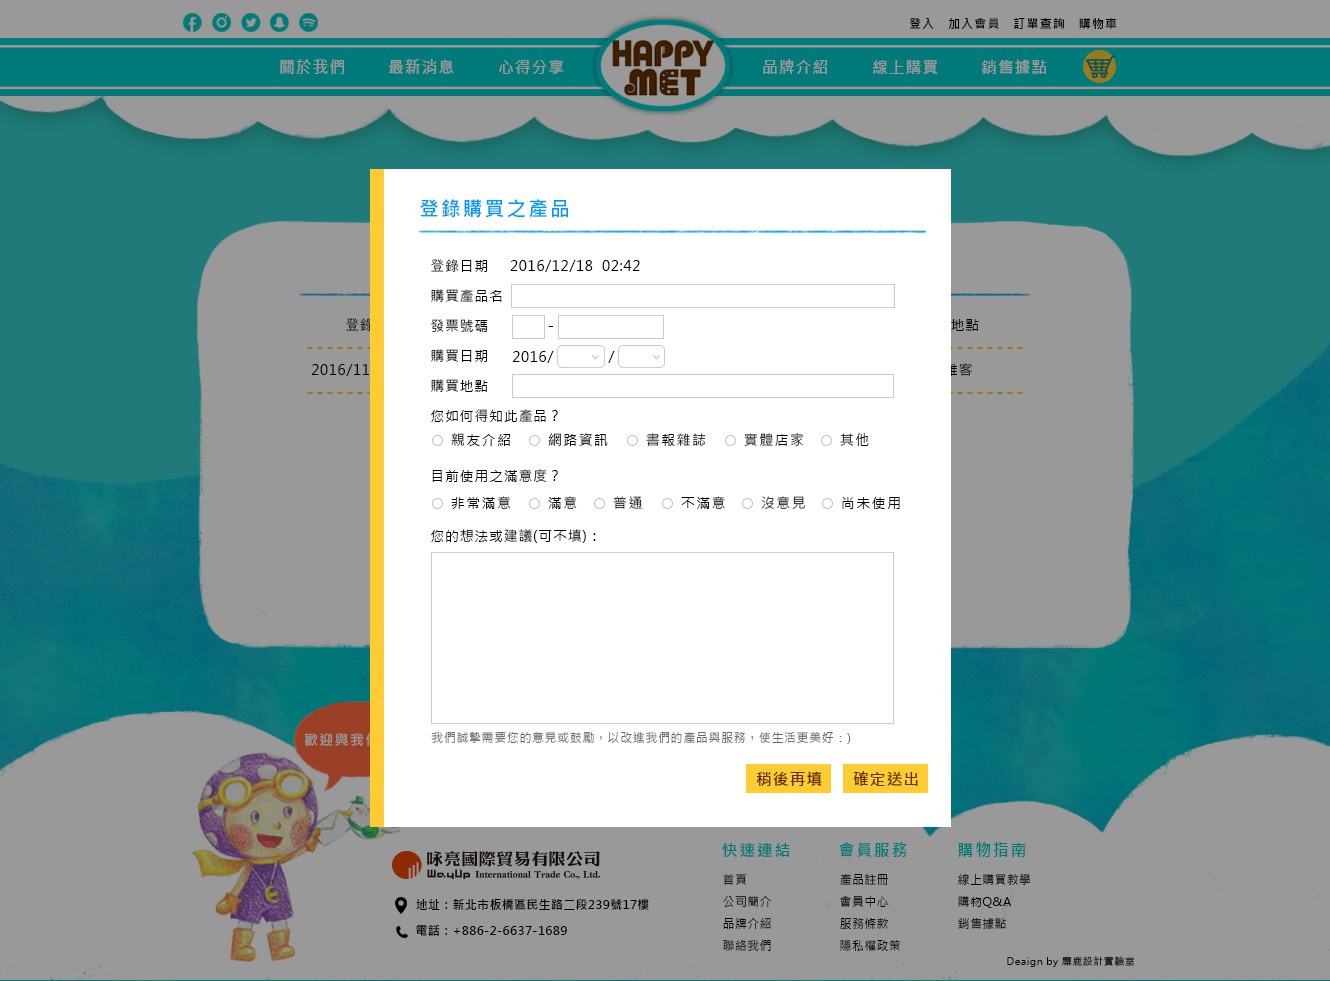 登入 加入會員 訂單查詢 購物車
關於我們 最新消息 心得分享 HAPPY MET 品牌介紹 線上購買 銷售據點
登錄購買之產品
登錄日期 2016/12/18 02:42
購買產品名
發票號碼 -
購買日期 2016/ /
購買地點
您如何得知此產品？
親友介紹 網路資訊 書報雜誌 實體店家 其他
目前使用之滿意度？
非常滿意 滿意 普通 不滿意 沒意見 尚未使用
您的想法或建議(可不填)：
我們誠摯需要您的意見或鼓勵，以改進我們的產品與服務，使生活更美好：)
稍後再填 確定送出
登錄 地點
2016/11 客
歡迎與我們
咏亮國際貿易有限公司
WayUp International Trade Co., Ltd.
地址：新北市板橋區民生路二段239號17樓
電話：+886-2-6637-1689
快速連結
首頁
公司簡介
品牌介紹
聯絡我們
會員服務
產品註冊
會員中心
服務條款
隱私權政策
購物指南
線上購買教學
購物Q&A
銷售據點
Deaign by 麋鹿設計實驗室